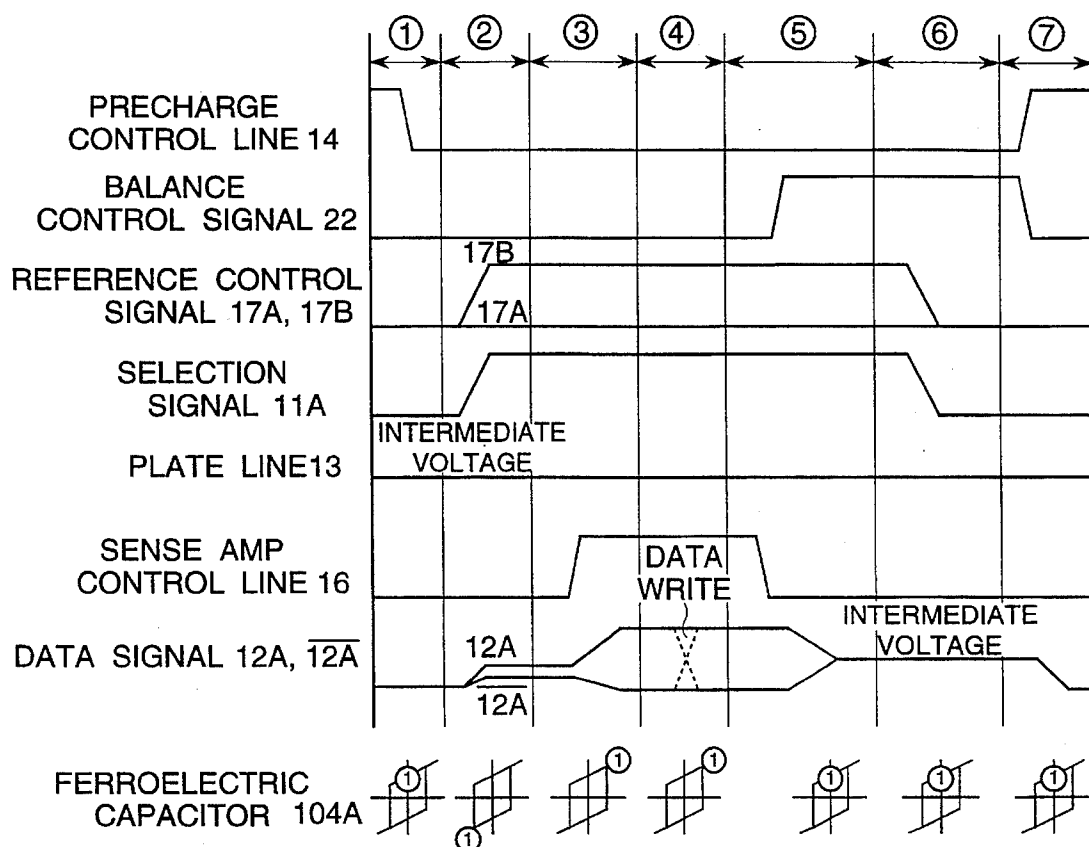 ① ② ③ ④ ⑤ ⑥ ⑦
PRECHARGE
CONTROL LINE 14
BALANCE
CONTROL SIGNAL 22
17B
REFERENCE CONTROL
SIGNAL 17A, 17B
17A
SELECTION
SIGNAL 11A
INTERMEDIATE
VOLTAGE
PLATE LINE13
SENSE AMP
CONTROL LINE 16
DATA
WRITE
INTERMEDIATE
VOLTAGE
DATA SIGNAL 12A, $\overline{12A}$
12A
$\overline{12A}$
FERROELECTRIC
CAPACITOR 104A
① ① ① ① ① ① ①